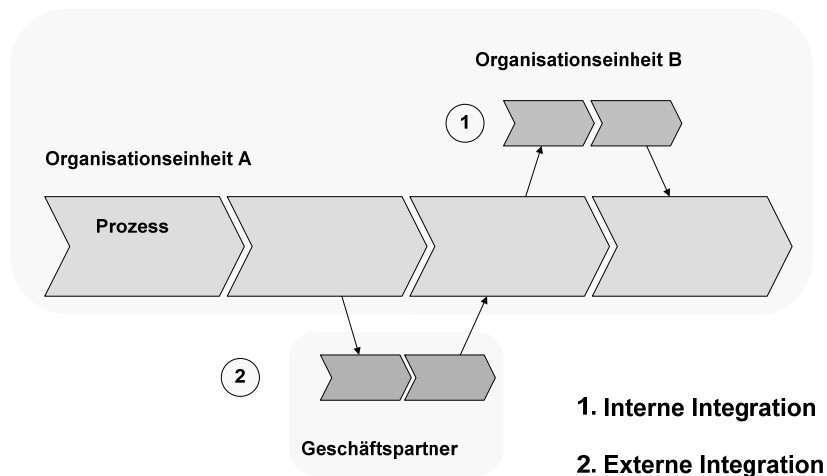 Organisationseinheit B
1
Organisationseinheit A
Prozess
2
Geschäftspartner
1. Interne Integration
2. Externe Integration